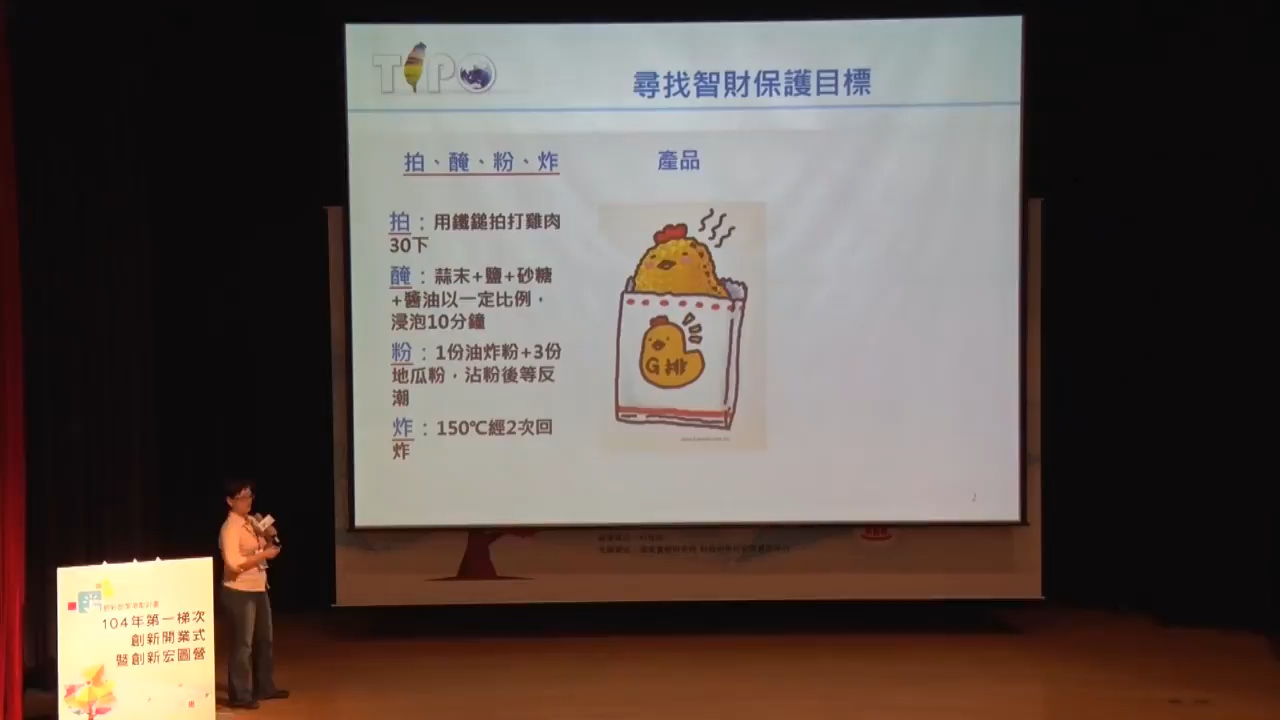 TIPO
尋找智財保護目標
拍、醃、粉、炸
產品
拍：用鐵鎚拍打雞肉
30下
醃：蒜末+鹽+砂糖
+醬油以一定比例，
浸泡10分鐘
粉：1份油炸粉+3份
地瓜粉，沾粉後等反
潮
炸：150℃經2次回
炸
G排
104年第一梯次
創新開業式
暨創新宏圖營